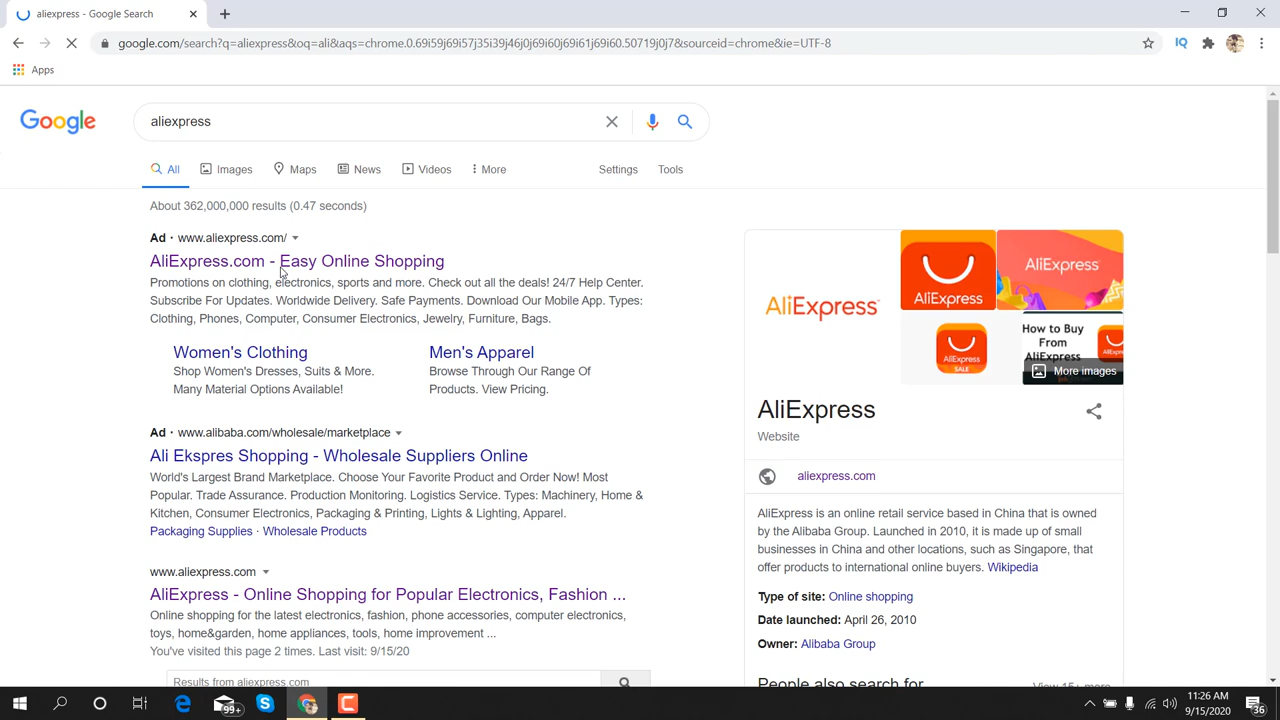 aliexpress - Google Search
google.com/search?q=aliexpress&oq=ali&aqs=chrome.0.69i59j69i57j35i39j46j0j69i60j69i61j69i60.50719j0j7&sourceid=chrome&ie=UTF-8
IQ
Apps
Google
aliexpress
All
Images
Maps
News
Videos
More
Settings
Tools
About 362,000,000 results (0.47 seconds)
Ad · www.aliexpress.com/
AliExpress.com - Easy Online Shopping
Promotions on clothing, electronics, sports and more. Check out all the deals! 24/7 Help Center.
Subscribe For Updates. Worldwide Delivery. Safe Payments. Download Our Mobile App. Types:
Clothing, Phones, Computer, Consumer Electronics, Jewelry, Furniture, Bags.
Women's Clothing
Shop Women's Dresses, Suits & More.
Many Material Options Available!
Men's Apparel
Browse Through Our Range Of
Products. View Pricing.
Ad · www.alibaba.com/wholesale/marketplace
Ali Ekspres Shopping - Wholesale Suppliers Online
World's Largest Brand Marketplace. Choose Your Favorite Product and Order Now! Most
Popular. Trade Assurance. Production Monitoring. Logistics Service. Types: Machinery, Home &
Kitchen, Consumer Electronics, Packaging & Printing, Lights & Lighting, Apparel.
Packaging Supplies · Wholesale Products
www.aliexpress.com
AliExpress - Online Shopping for Popular Electronics, Fashion ...
Online shopping for the latest electronics, fashion, phone accessories, computer electronics,
toys, home&garden, home appliances, tools, home improvement ...
You've visited this page 2 times. Last visit: 9/15/20
Results from aliexpress.com
AliExpress
AliExpress
AliExpress
AliExpress
SALE
How to Buy
From
AliExpress
More images
AliExpress
Website
aliexpress.com
AliExpress is an online retail service based in China that is owned
by the Alibaba Group. Launched in 2010, it is made up of small
businesses in China and other locations, such as Singapore, that
offer products to international online buyers. Wikipedia
Type of site: Online shopping
Date launched: April 26, 2010
Owner: Alibaba Group
People also search for
View 15+ more
99+
11:26 AM
9/15/2020
36